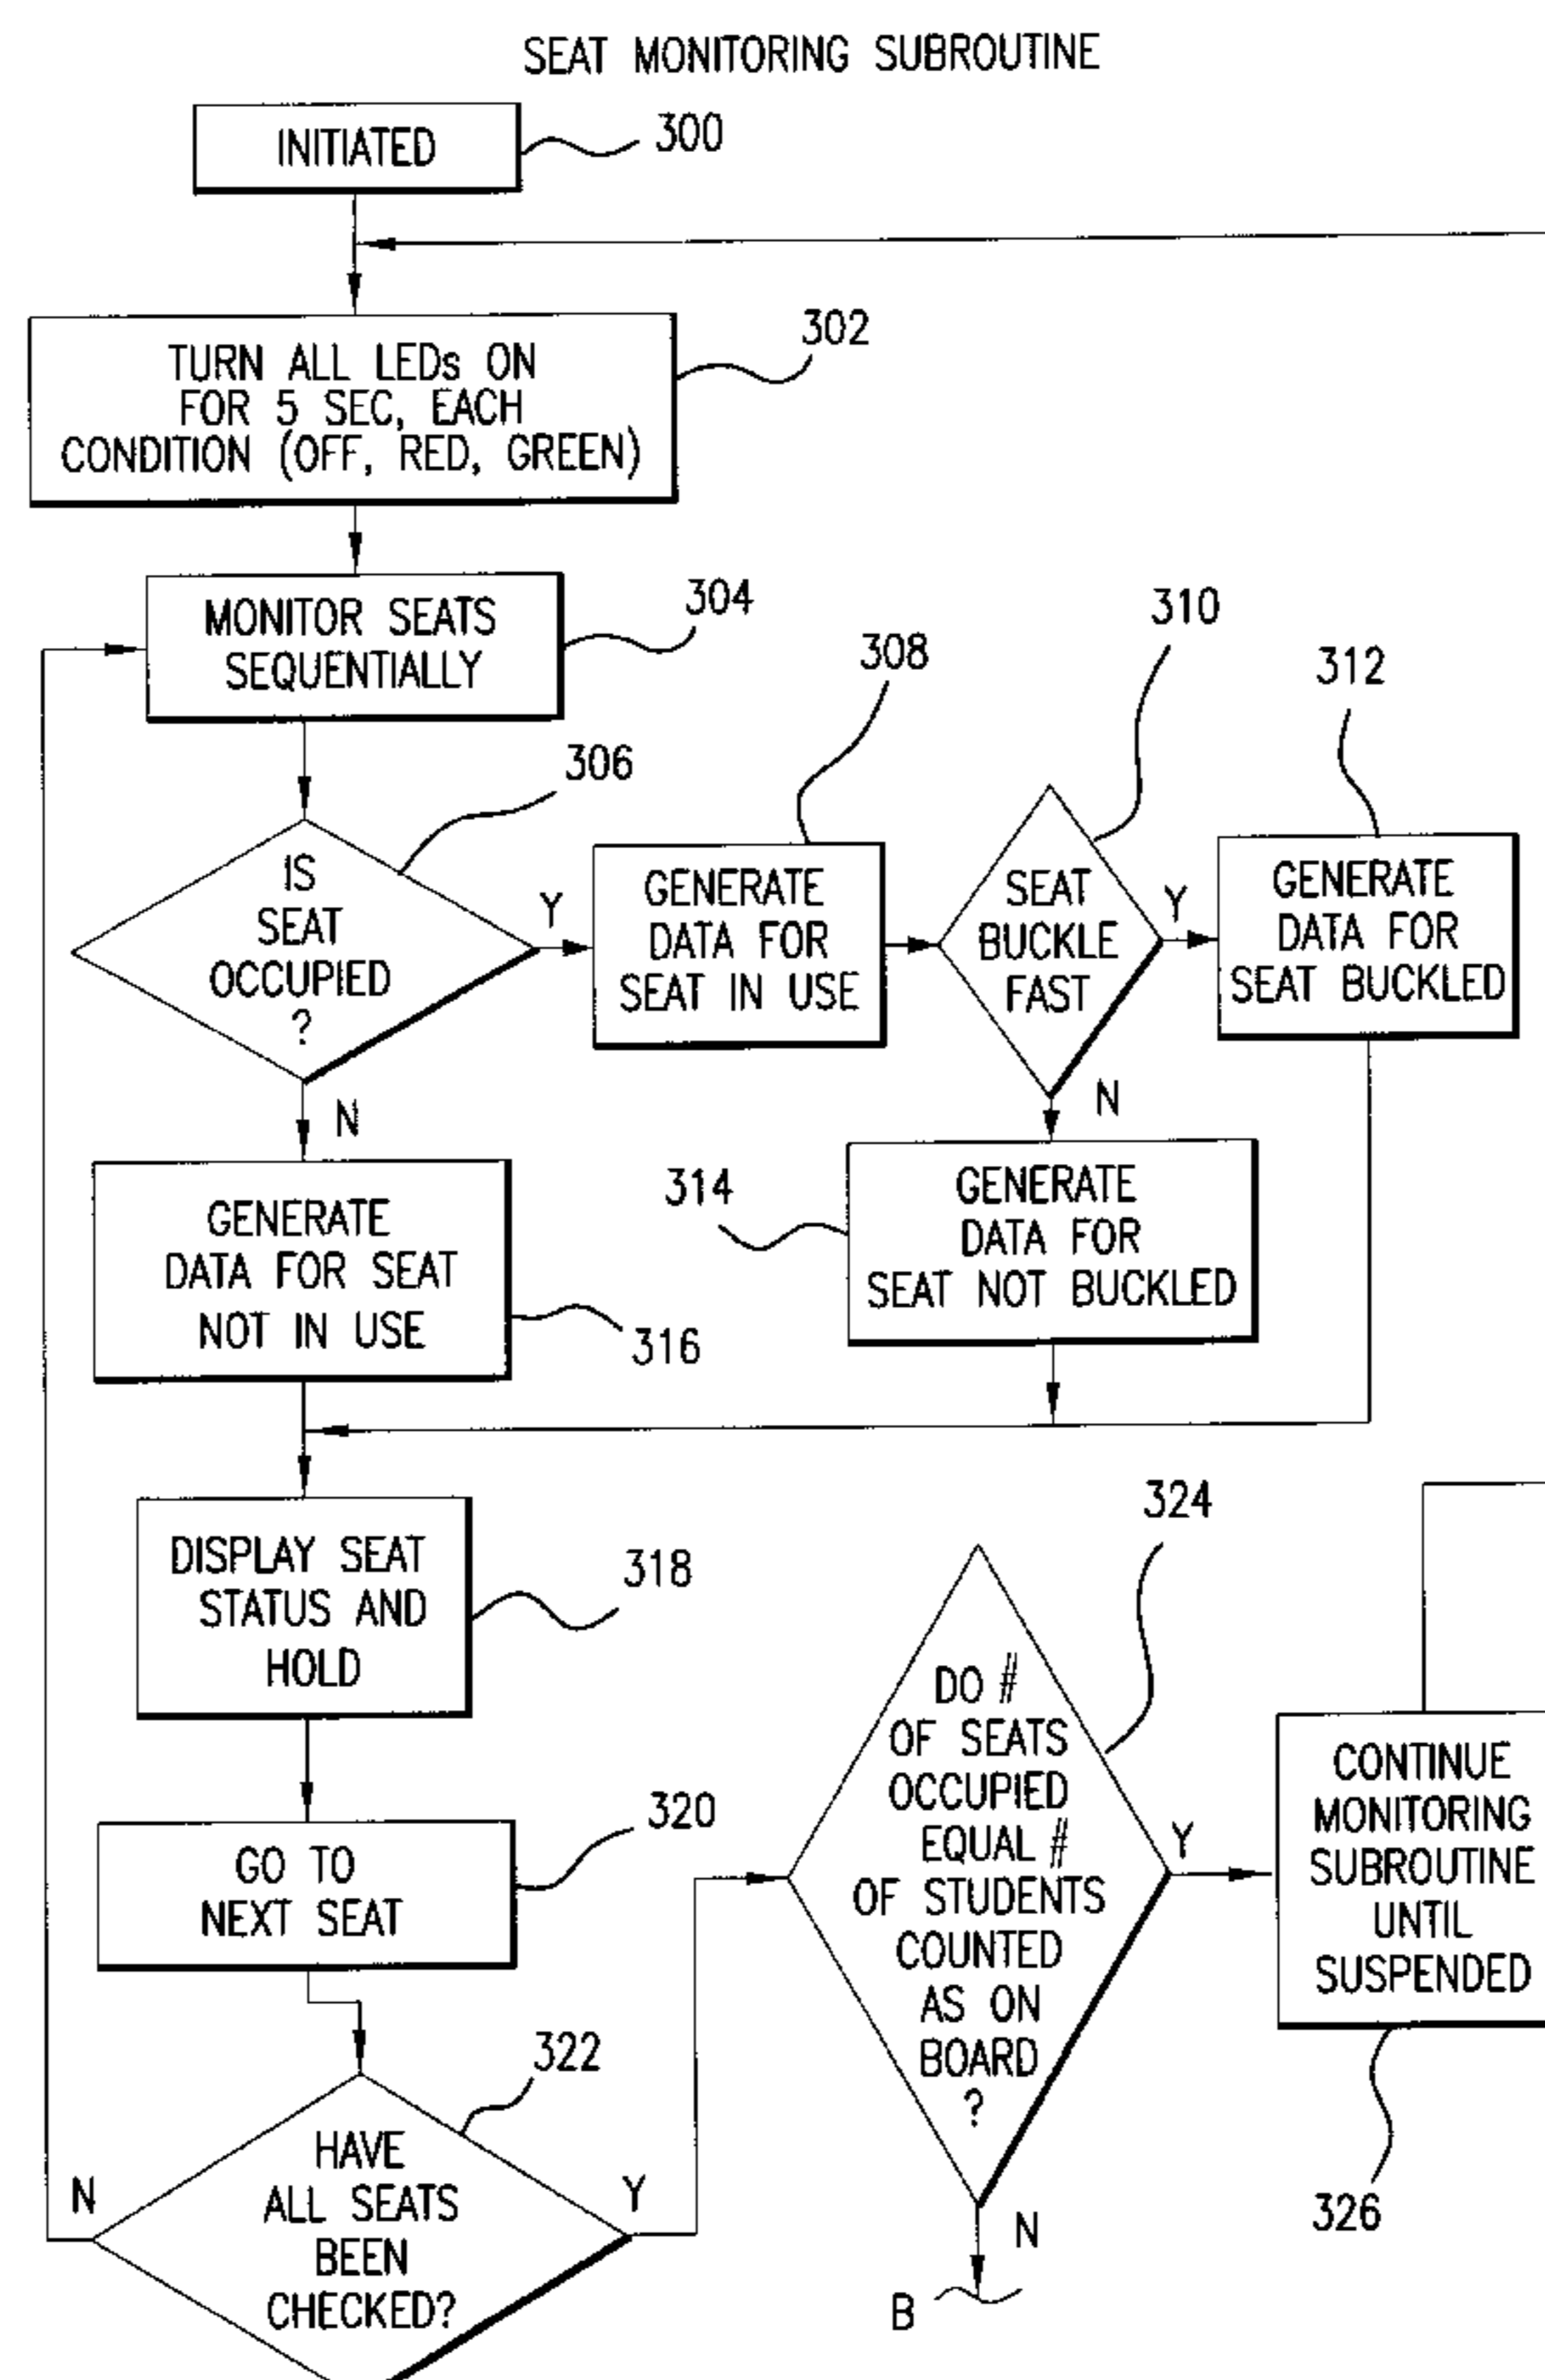 SEAT MONITORING SUBROUTINE
INITIATED
300
TURN ALL LEDs ON
FOR 5 SEC, EACH
CONDITION (OFF, RED, GREEN)
302
MONITOR SEATS
SEQUENTIALLY
304
IS
SEAT
OCCUPIED
?
306
Y
N
GENERATE
DATA FOR
SEAT IN USE
308
SEAT
BUCKLE
FAST
310
Y
N
GENERATE
DATA FOR
SEAT BUCKLED
312
GENERATE
DATA FOR
SEAT NOT BUCKLED
314
GENERATE
DATA FOR SEAT
NOT IN USE
316
DISPLAY SEAT
STATUS AND
HOLD
318
GO TO
NEXT SEAT
320
HAVE
ALL SEATS
BEEN
CHECKED?
322
N
Y
DO #
OF SEATS
OCCUPIED
EQUAL #
OF STUDENTS
COUNTED
AS ON
BOARD
?
324
Y
N
B
CONTINUE
MONITORING
SUBROUTINE
UNTIL
SUSPENDED
326